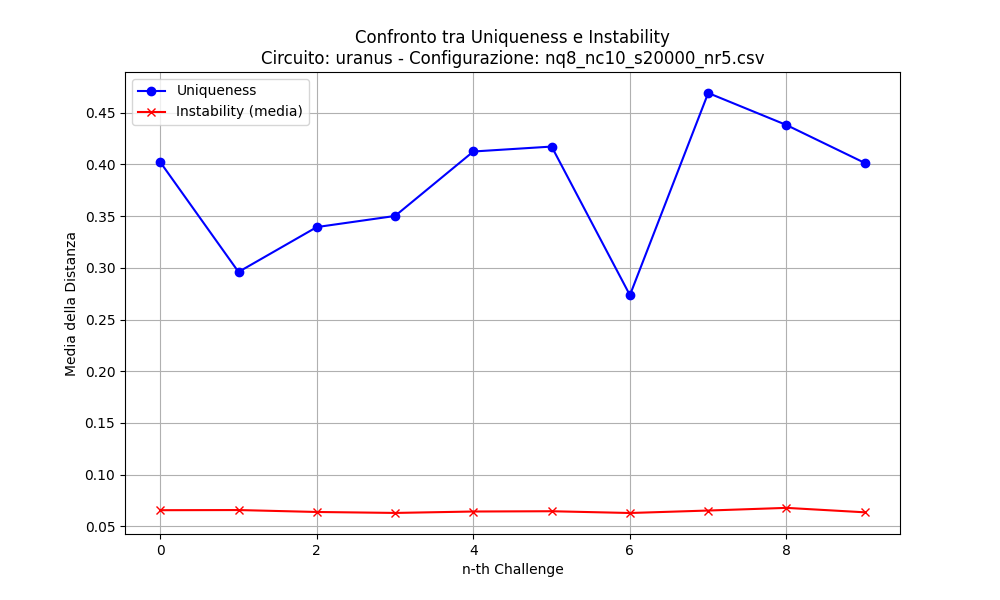 Confronto tra Uniqueness e Instability
Circuito: uranus - Configurazione: nq8_nc10_s20000_nr5.csv
Uniqueness
Instability (media)
Media della Distanza
0.45
0.40
0.35
0.30
0.25
0.20
0.15
0.10
0.05
0
2
4
6
8
n-th Challenge